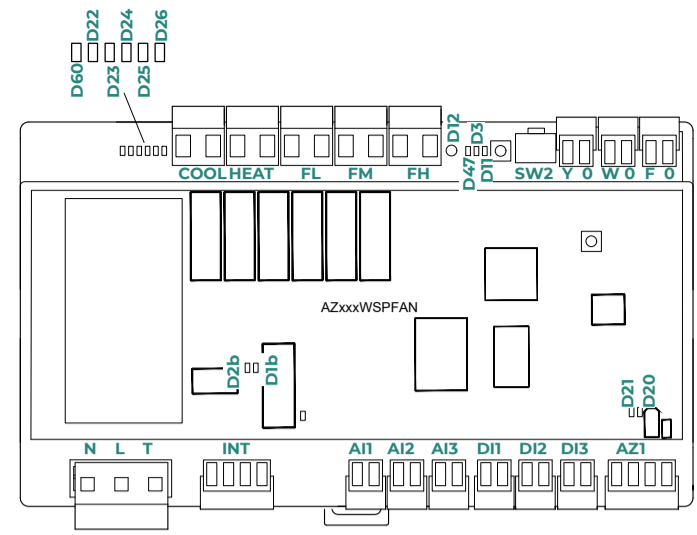 D60 D22 D23 D24 D25 D26
D12 D3
D47 D11
COOL HEAT FL FM FH SW2 Y 0 W 0 F 0
AZxxxWSPFAN
D2b D1b
D21 D20
N L T INT AI1 AI2 AI3 DI1 DI2 DI3 AZ1